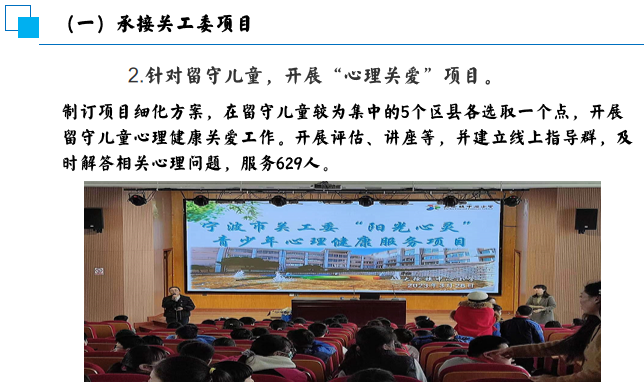 （一）承接关工委项目
2.针对留守儿童，开展“心理关爱”项目。
制订项目细化方案，在留守儿童较为集中的5个区县各选取一个点，开展
留守儿童心理健康关爱工作。开展评估、讲座等，并建立线上指导群，及
时解答相关心理问题，服务629人。
宁波市关工委“阳光心灵”
青少年心理健康服务项目